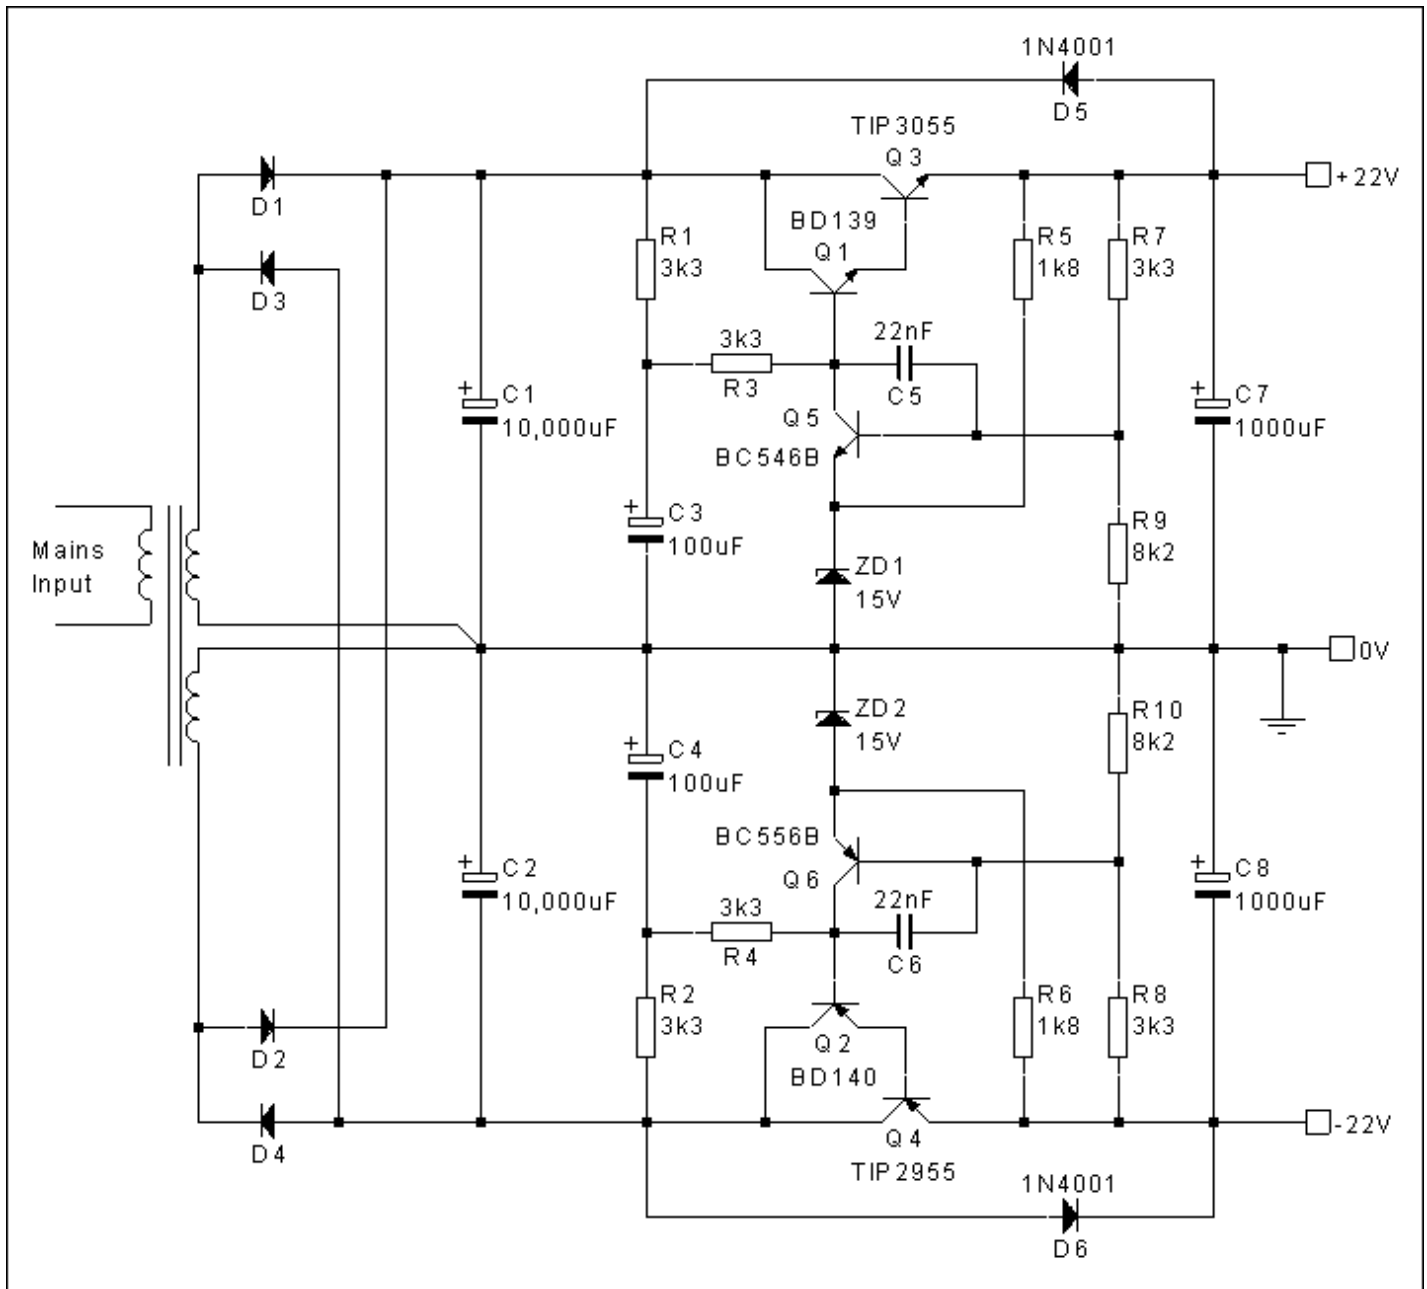 1N4001
D5
TIP3055
Q3
+22V
D1
BD139
Q1
R1
3k3
R5
1k8
R7
3k3
D3
22nF
C5
3k3
R3
C1
10,000uF
Q5
BC546B
C7
1000uF
C3
100uF
R9
8k2
Mains
Input
ZD1
15V
0V
ZD2
15V
R10
8k2
C4
100uF
BC556B
Q6
C2
10,000uF
C8
1000uF
3k3
R4
22nF
C6
R2
3k3
R6
1k8
R8
3k3
D2
Q2
BD140
-22V
D4
Q4
TIP2955
1N4001
D6
+
+
+
+
+
+